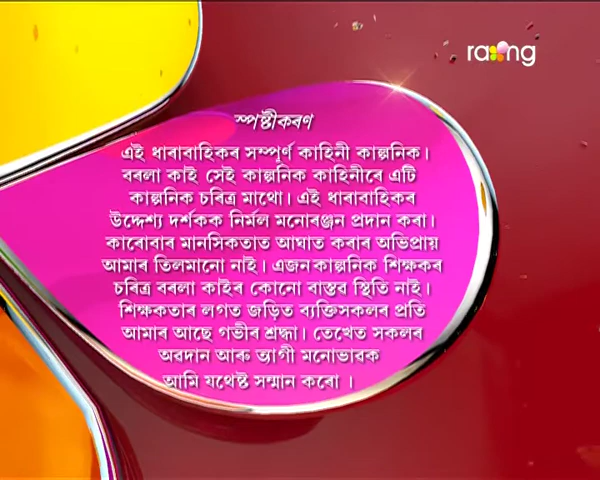 rang
স্পষ্টীকৰণ
এই ধাৰাবাহিকৰ সম্পূৰ্ণ কাহিনী কাল্পনিক।
বৰলা কাই সেই কাল্পনিক কাহিনীৰে এটি
কাল্পনিক চৰিত্ৰ মাথো। এই ধাৰাবাহিকৰ
উদ্দেশ্য দৰ্শকক নিৰ্মল মনোৰঞ্জন প্ৰদান কৰা।
কাৰোবাৰ মানসিকতাত আঘাত কৰাৰ অভিপ্ৰায়
আমাৰ তিলমানো নাই। এজন কাল্পনিক শিক্ষকৰ
চৰিত্ৰ বৰলা কাইৰ কোনো বাস্তৱ স্থিতি নাই।
শিক্ষকতাৰ লগত জড়িত ব্যক্তিসকলৰ প্ৰতি
আমাৰ আছে গভীৰ শ্ৰদ্ধা। তেখেত সকলৰ
অৱদান আৰু ত্যাগী মনোভাৱক
আমি যথেষ্ট সন্মান কৰো ।